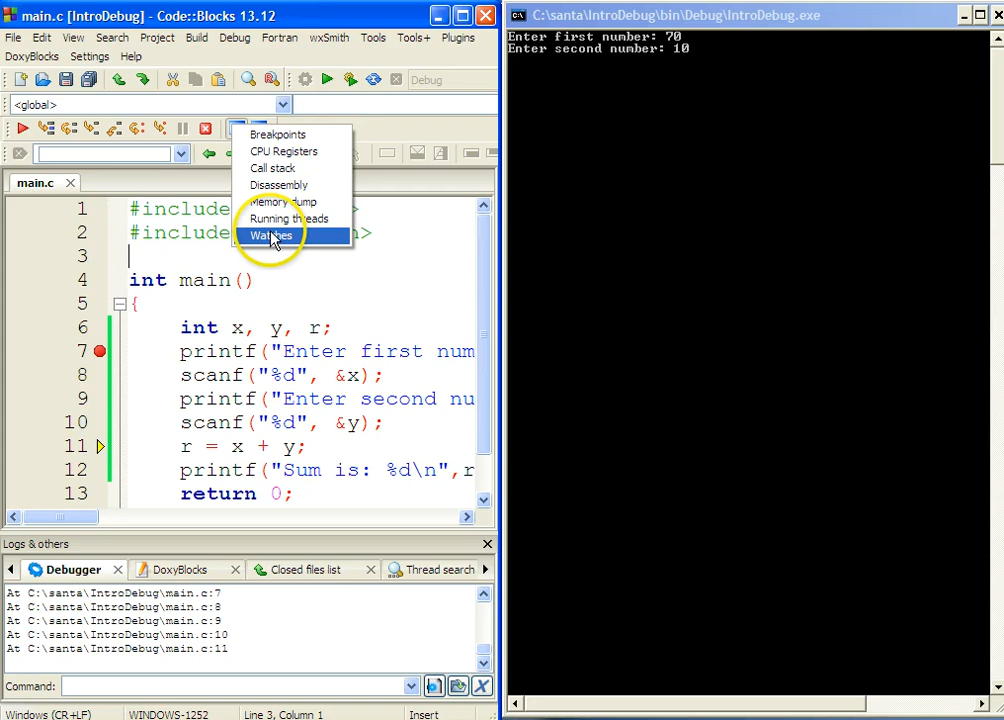 main.c [IntroDebug] - Code::Blocks 13.12
File Edit View Search Project Build Debug Fortran wxSmith Tools Tools+ Plugins
DoxyBlocks Settings Help
Debug
<global>
Breakpoints
CPU Registers
Call stack
Disassembly
Memory dump
Running threads
Watches
main.c
1 #include >
2 #include >
3
4 int main()
5 {
6 int x, y, r;
7 printf("Enter first num
8 scanf("%d", &x);
9 printf("Enter second nu
10 scanf("%d", &y);
11 r = x + y;
12 printf("Sum is: %d\n",r
13 return 0;
Logs & others
Debugger DoxyBlocks Closed files list Thread search
At C:\santa\IntroDebug\main.c:7
At C:\santa\IntroDebug\main.c:8
At C:\santa\IntroDebug\main.c:9
At C:\santa\IntroDebug\main.c:10
At C:\santa\IntroDebug\main.c:11
Command:
Windows (CR+LF) WINDOWS-1252 Line 3, Column 1 Insert
C:\santa\IntroDebug\bin\Debug\IntroDebug.exe
Enter first number: 70
Enter second number: 10